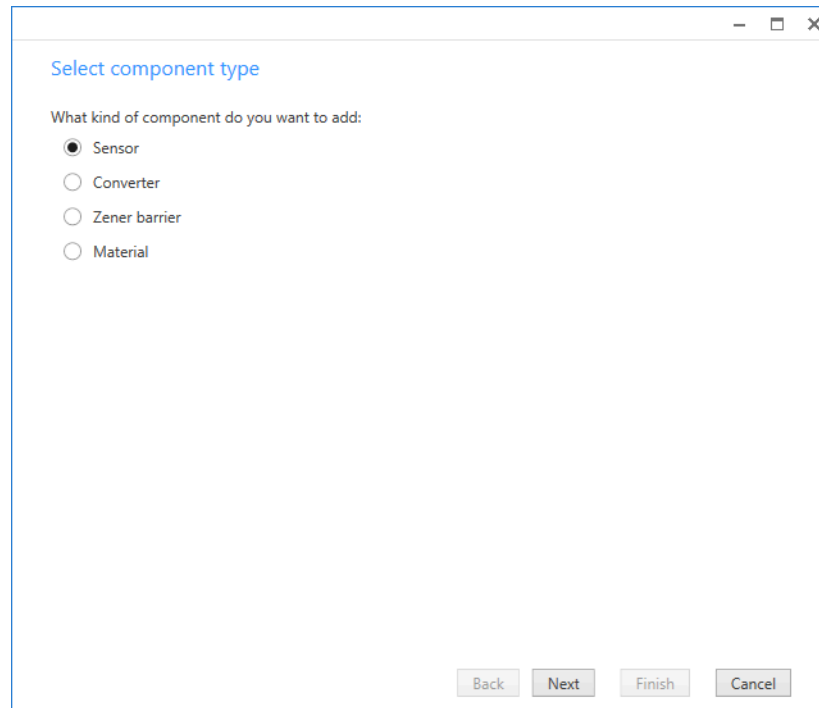 Select component type
What kind of component do you want to add:
Sensor
Converter
Zener barrier
Material
Back Next Finish Cancel